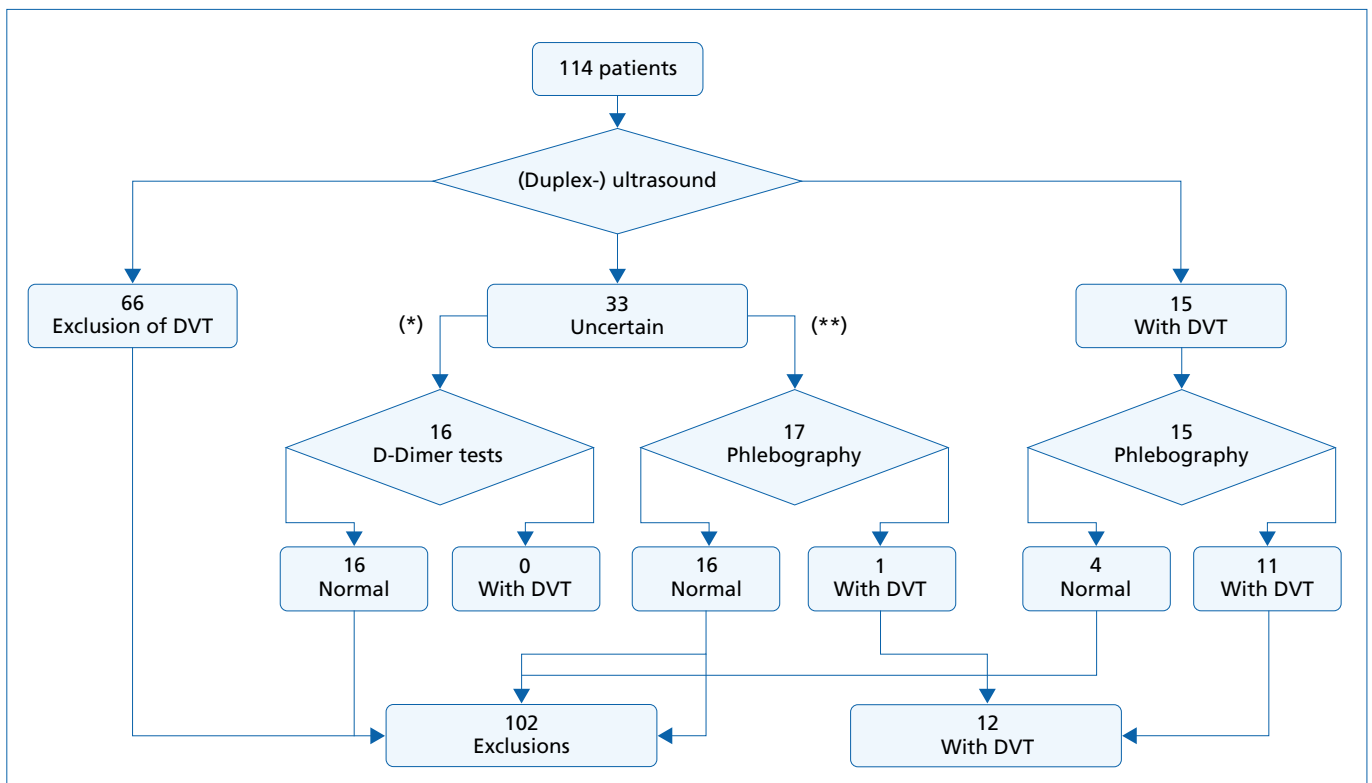 114 patients
(Duplex-) ultrasound
66
Exclusion of DVT
33
Uncertain
15
With DVT
(*)
(**)
16
D-Dimer tests
17
Phlebography
15
Phlebography
16
Normal
0
With DVT
16
Normal
1
With DVT
4
Normal
11
With DVT
102
Exclusions
12
With DVT